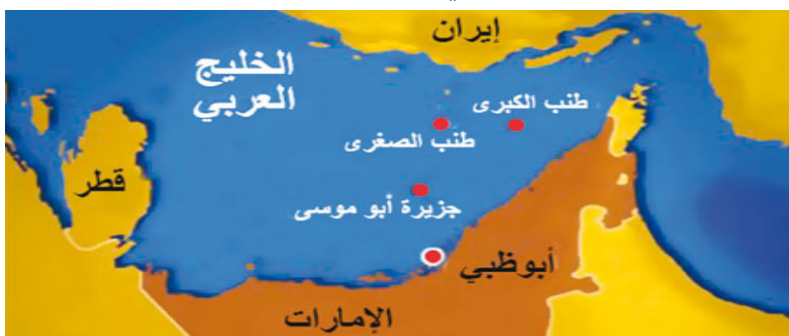 إيران
الخليج
العربي
طنب الكبرى
طنب الصغرى
قطر
جزيرة أبو موسى
أبوظبي
الإمارات